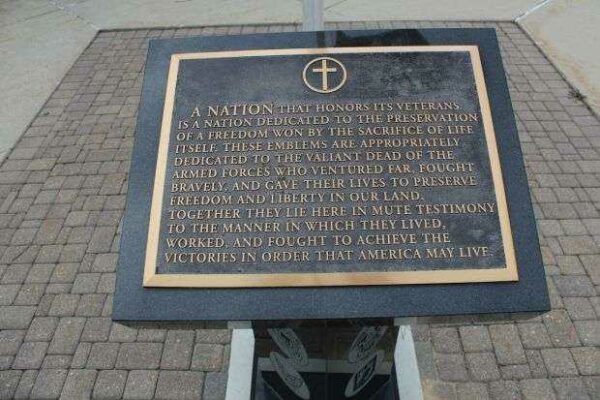 A NATION THAT HONORS ITS VETERANS
IS A NATION DEDICATED TO THE PRESERVATION
OF A FREEDOM WON BY THE SACRIFICE OF LIFE
ITSELF. THESE EMBLEMS ARE APPROPRIATELY
DEDICATED TO THE VALIANT DEAD OF THE
ARMED FORCES WHO VENTURED FAR, FOUGHT
BRAVELY, AND GAVE THEIR LIVES TO PRESERVE
FREEDOM AND LIBERTY IN OUR LAND.
TOGETHER THEY LIE HERE IN MUTE TESTIMONY
TO THE MANNER IN WHICH THEY LIVED,
WORKED, AND FOUGHT TO ACHIEVE THE
VICTORIES IN ORDER THAT AMERICA MAY LIVE.